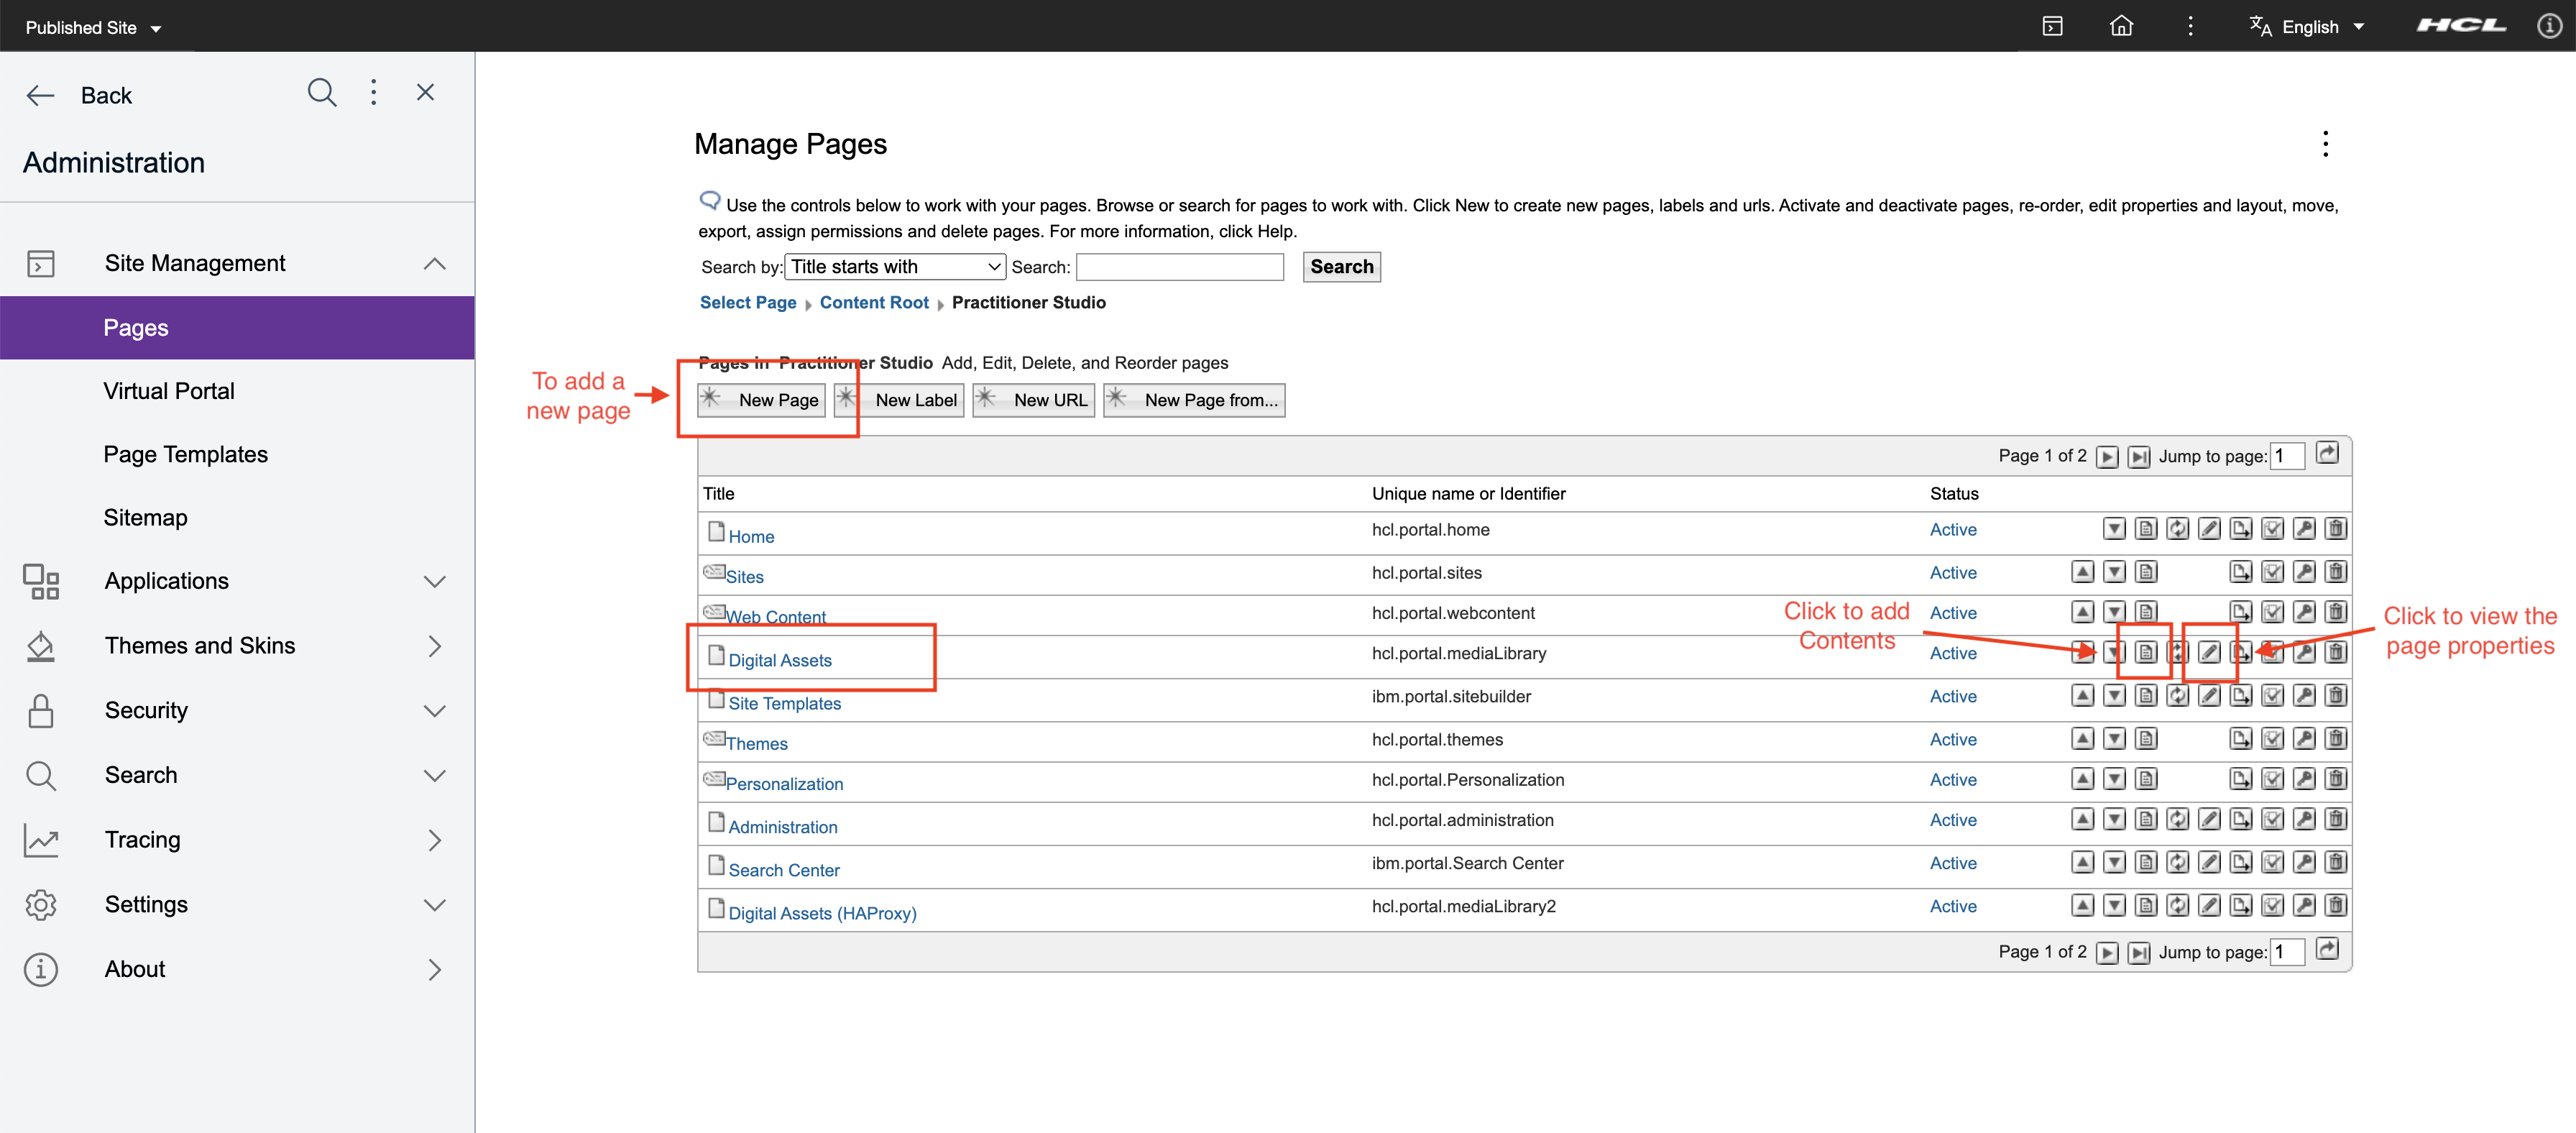 Published Site
English
HCL
Back
Administration
Site Management
Pages
Virtual Portal
Page Templates
Sitemap
Applications
Themes and Skins
Security
Search
Tracing
Settings
About
Manage Pages
Use the controls below to work with your pages. Browse or search for pages to work with. Click New to create new pages, labels and urls. Activate and deactivate pages, re-order, edit properties and layout, move,
export, assign permissions and delete pages. For more information, click Help.
Search by: Title starts with Search: Search
Select Page Content Root Practitioner Studio
Pages in Practitioner Studio Add, Edit, Delete, and Reorder pages
To add a
new page
New Page New Label New URL New Page from...
Page 1 of 2 Jump to page: 1
Title Unique name or Identifier Status
Home hcl.portal.home Active
Sites hcl.portal.sites Active
Web Content hcl.portal.webcontent Active
Click to add
Contents
Click to view the
page properties
Digital Assets hcl.portal.mediaLibrary Active
Site Templates ibm.portal.sitebuilder Active
Themes hcl.portal.themes Active
Personalization hcl.portal.Personalization Active
Administration hcl.portal.administration Active
Search Center ibm.portal.Search Center Active
Digital Assets (HAProxy) hcl.portal.mediaLibrary2 Active
Page 1 of 2 Jump to page: 1